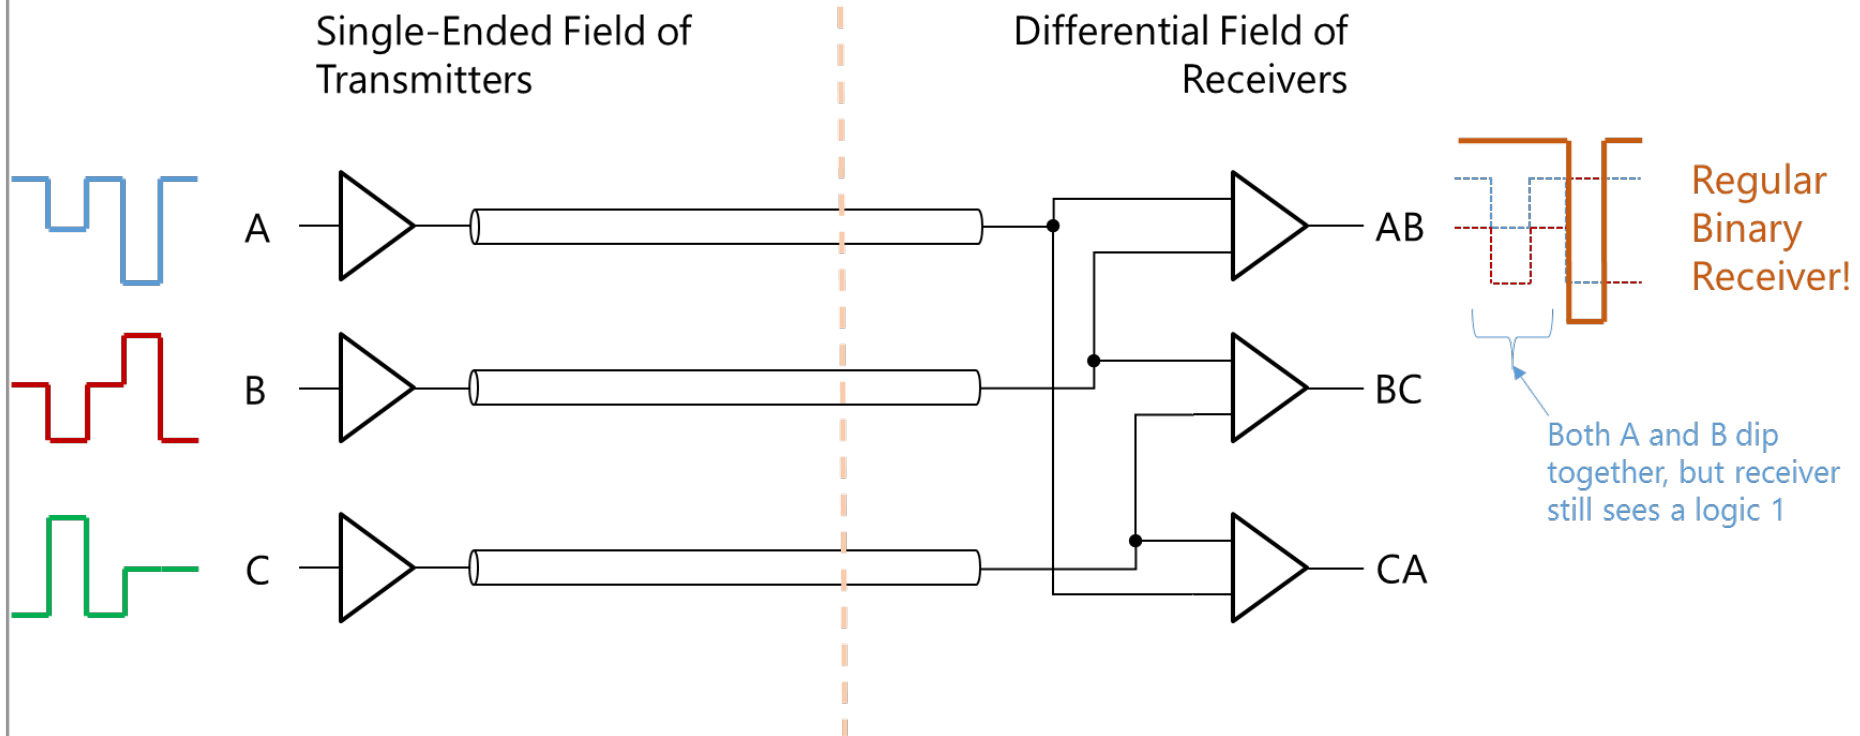 Single-Ended Field of
Transmitters
Differential Field of
Receivers
A
B
C
AB
BC
CA
Regular
Binary
Receiver!
Both A and B dip
together, but receiver
still sees a logic 1